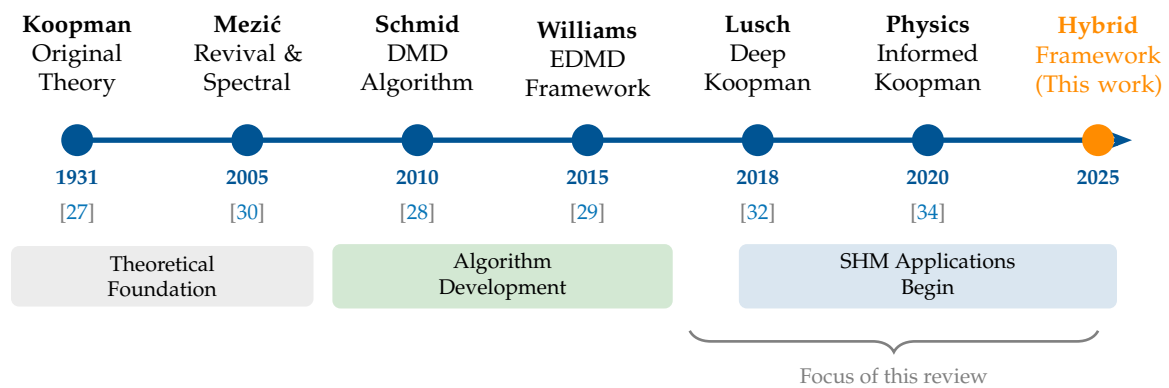 Koopman
Original
Theory
Mezić
Revival &
Spectral
Schmid
DMD
Algorithm
Williams
EDMD
Framework
Lusch
Deep
Koopman
Physics
Informed
Koopman
Hybrid
Framework
(This work)
1931
2005
2010
2015
2018
2020
2025
[27]
[30]
[28]
[29]
[32]
[34]
Theoretical
Foundation
Algorithm
Development
SHM Applications
Begin
Focus of this review